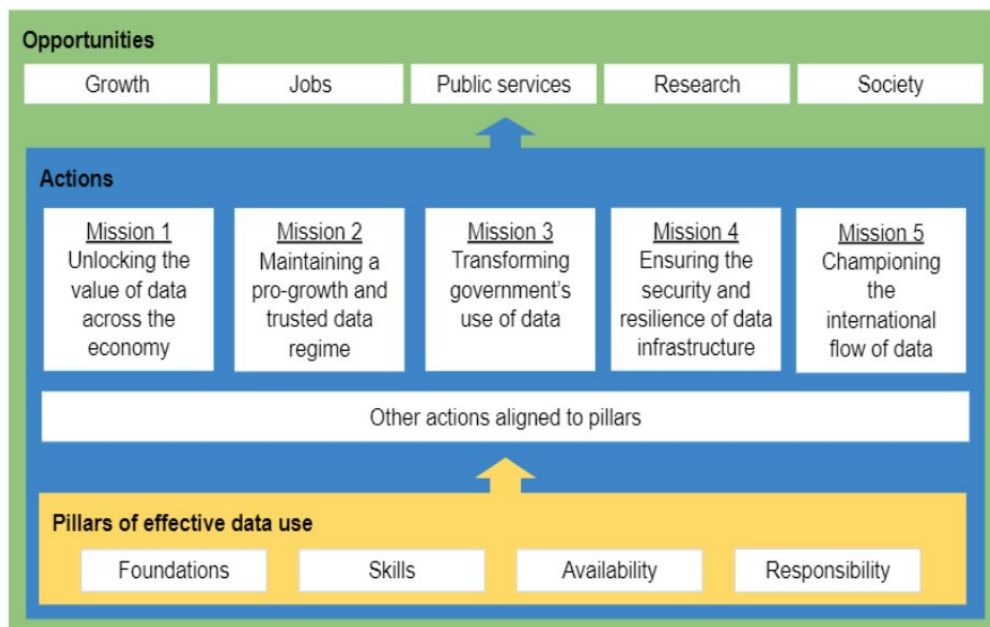 Opportunities
Growth
Jobs
Public services
Research
Society
Actions
Mission 1
Unlocking the
value of data
across the
economy
Mission 2
Maintaining a
pro-growth and
trusted data
regime
Mission 3
Transforming
government's
use of data
Mission 4
Ensuring the
security and
resilience of data
infrastructure
Mission 5
Championing
the
international
flow of data
Other actions aligned to pillars
Pillars of effective data use
Foundations
Skills
Availability
Responsibility